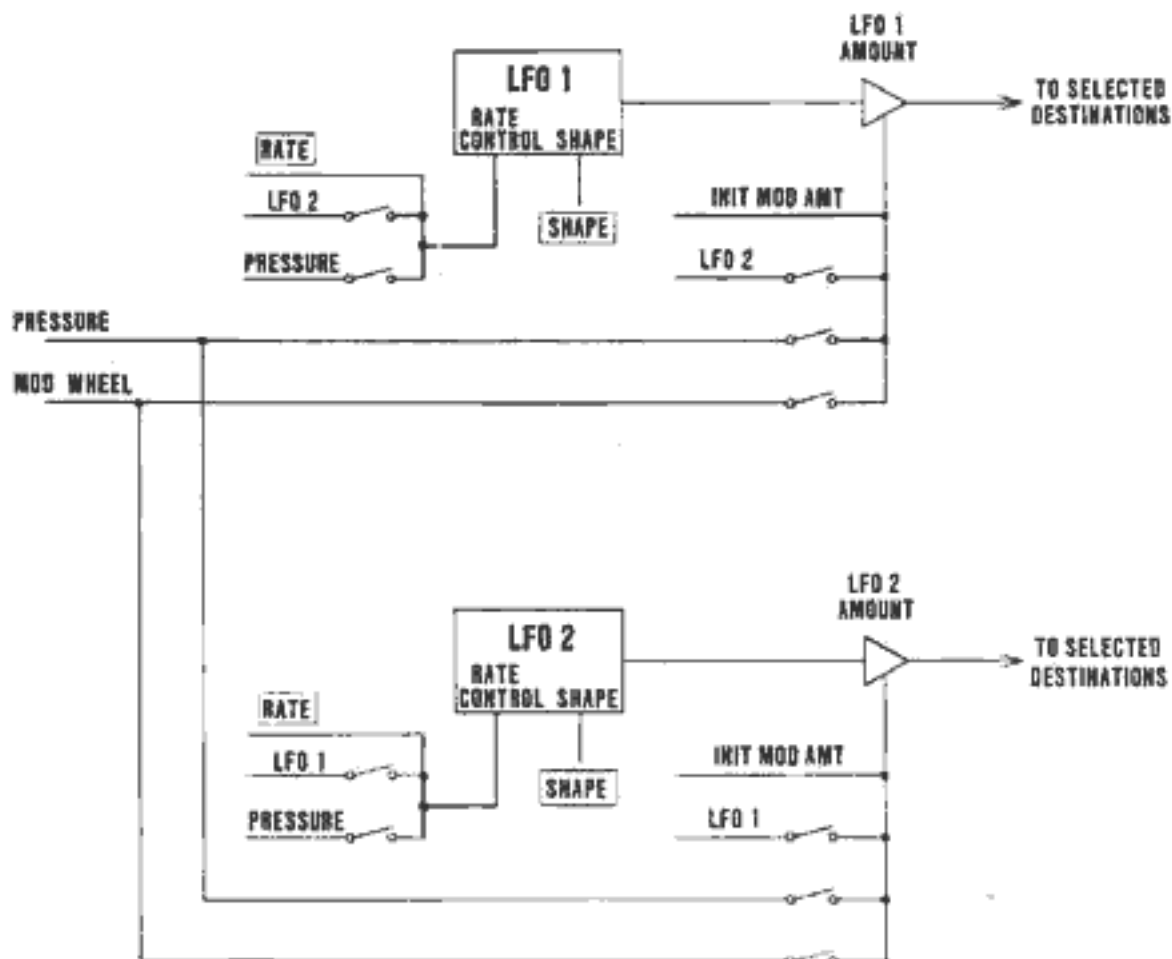 LFO 1
AMOUNT
LFO 1
RATE
CONTROL SHAPE
TO SELECTED
DESTINATIONS
RATE
LFO 2
SHAPE
PRESSURE
INIT MOD AMT
LFO 2
PRESSURE
MOD WHEEL
LFO 2
AMOUNT
LFO 2
RATE
CONTROL SHAPE
TO SELECTED
DESTINATIONS
RATE
LFO 1
SHAPE
PRESSURE
INIT MOD AMT
LFO 1